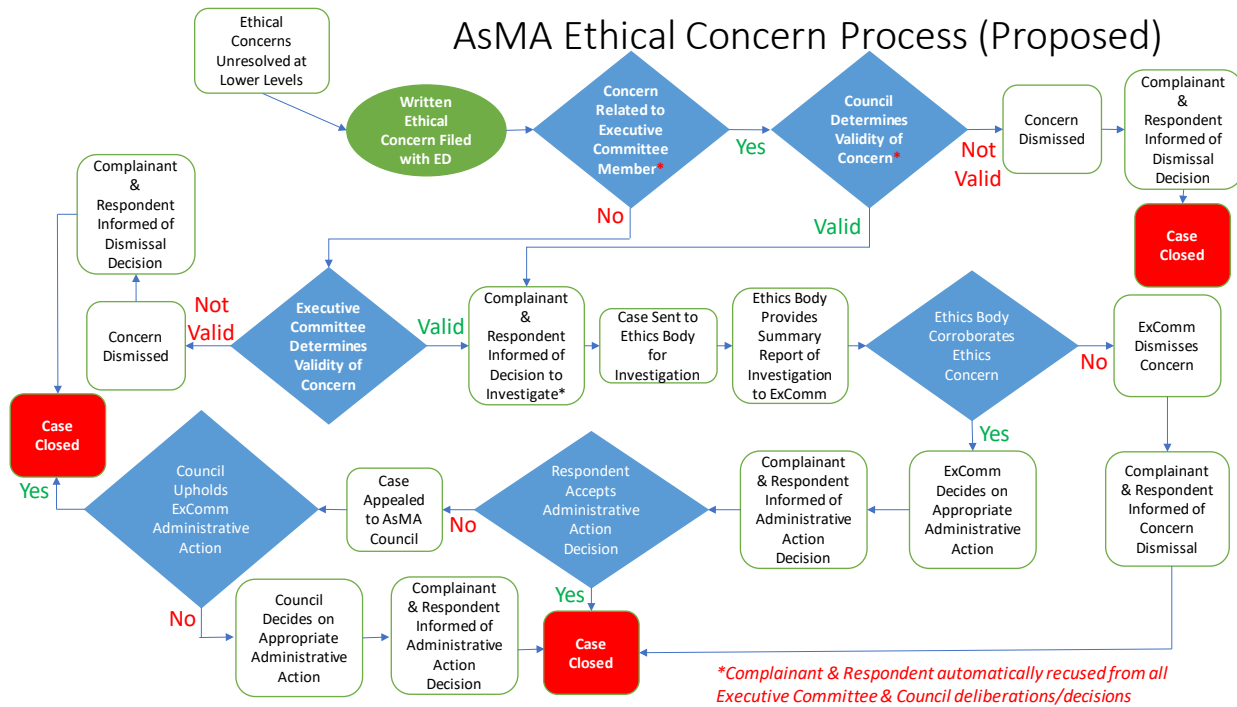 AsMA Ethical Concern Process (Proposed)
Ethical
Concerns
Unresolved at
Lower Levels
Written
Ethical
Concern Filed
with ED
Concern
Related to
Executive
Committee
Member*
Yes
No
Council
Determines
Validity of
Concern*
Not
Valid
Valid
Concern
Dismissed
Complainant
&
Respondent
Informed of
Dismissal
Decision
Case
Closed
Complainant
&
Respondent
Informed of
Dismissal
Decision
Concern
Dismissed
Not
Valid
Executive
Committee
Determines
Validity of
Concern
Valid
Complainant
&
Respondent
Informed of
Decision to
Investigate*
Case Sent to
Ethics Body
for
Investigation
Ethics Body
Provides
Summary
Report of
Investigation
to ExComm
Ethics Body
Corroborates
Ethics
Concern
No
ExComm
Dismisses
Concern
Yes
Case
Closed
Yes
Council
Upholds
ExComm
Administrative
Action
Case
Appealed
to AsMA
Council
No
Respondent
Accepts
Administrative
Action
Decision
Complainant
& Respondent
Informed of
Administrative
Action
Decision
ExComm
Decides on
Appropriate
Administrative
Action
Complainant
& Respondent
Informed of
Concern
Dismissal
No
Council
Decides on
Appropriate
Administrative
Action
Complainant
& Respondent
Informed of
Administrative
Action
Decision
Yes
Case
Closed
*Complainant & Respondent automatically recused from all
Executive Committee & Council deliberations/decisions